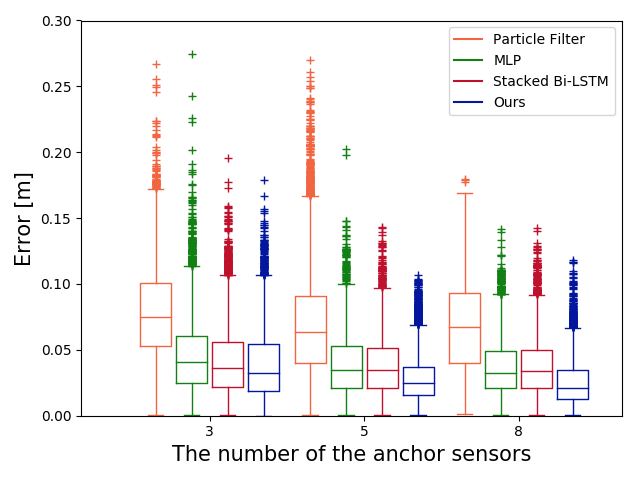 0.30
0.25
0.20
0.15
0.10
0.05
0.00
Error [m]
Particle Filter
MLP
Stacked Bi-LSTM
Ours
3 5 8
The number of the anchor sensors